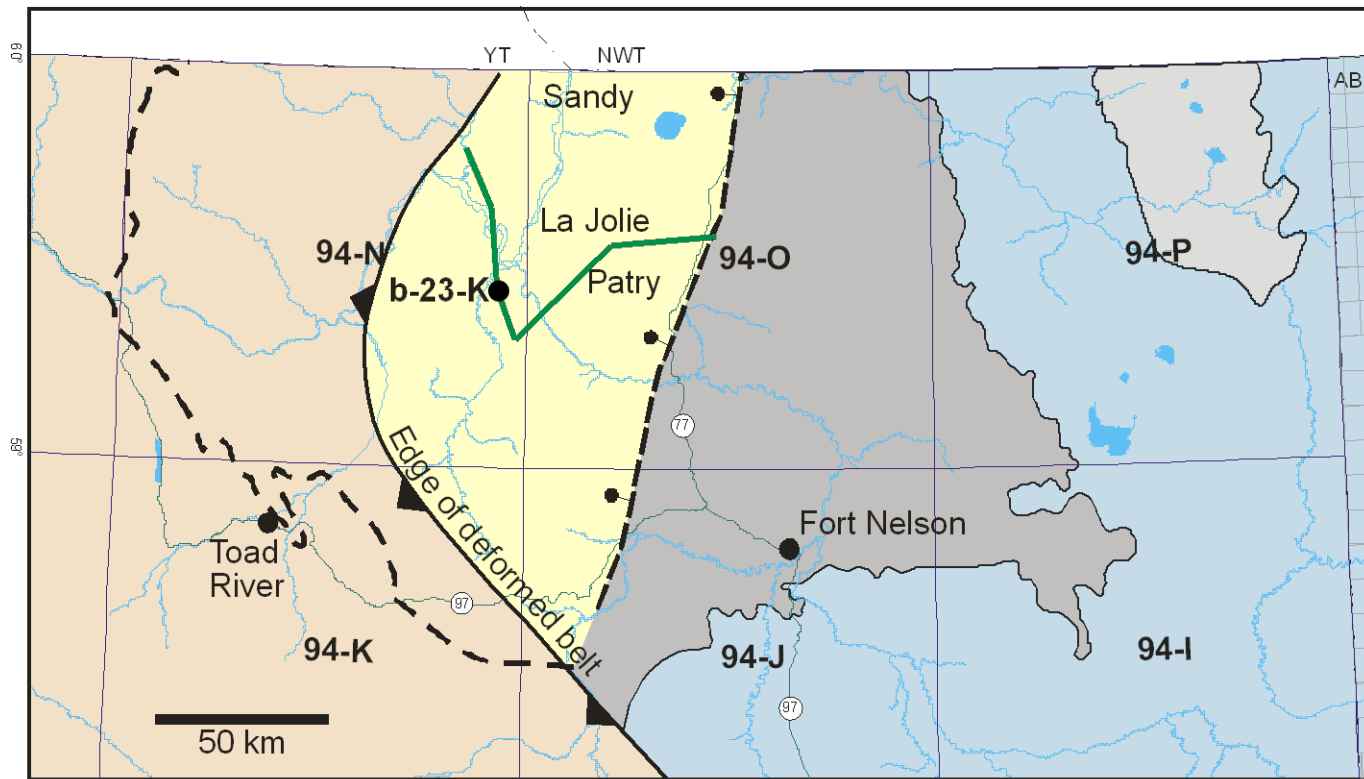 YT
NWT
60°
AB
Sandy
La Jolie
94-N
94-O
94-P
Patry
b-23-K
77
59°
Edge of deformed belt
Fort Nelson
Toad
River
97
94-K
94-J
94-I
97
50 km